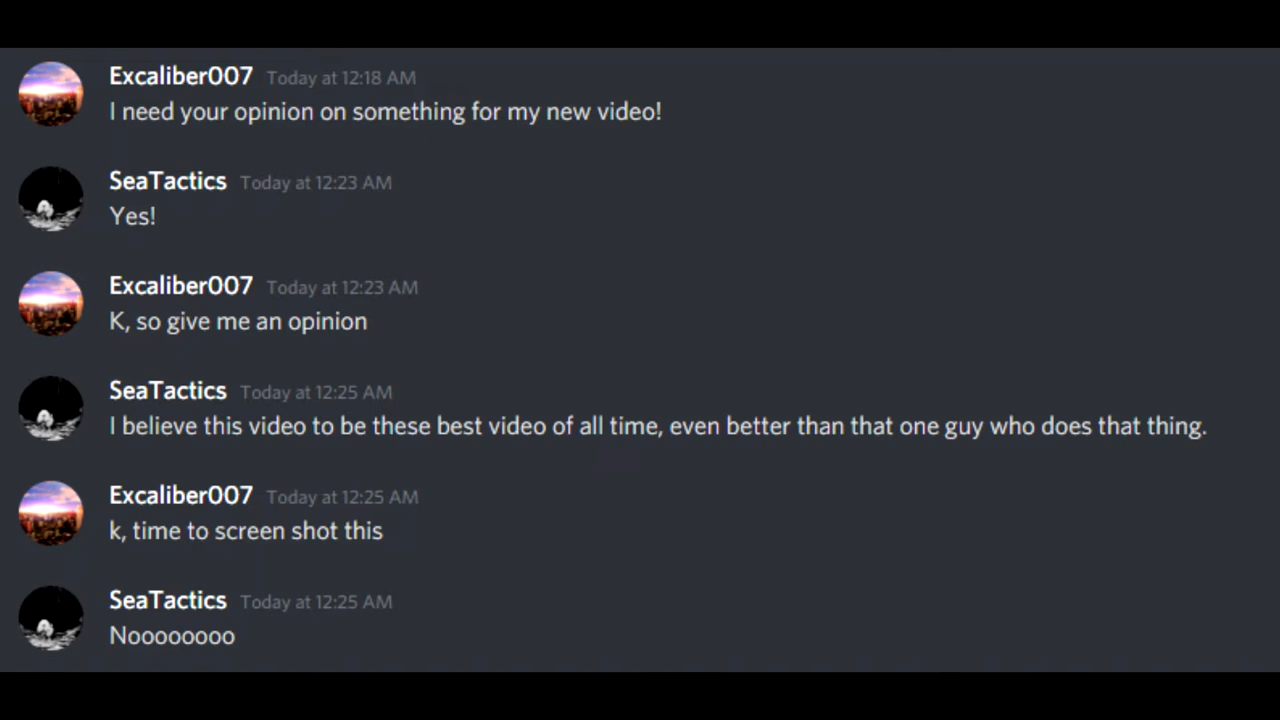 Excaliber007 Today at 12:18 AM
I need your opinion on something for my new video!
SeaTactics Today at 12:23 AM
Yes!
Excaliber007 Today at 12:23 AM
K, so give me an opinion
SeaTactics Today at 12:25 AM
I believe this video to be these best video of all time, even better than that one guy who does that thing.
Excaliber007 Today at 12:25 AM
k, time to screen shot this
SeaTactics Today at 12:25 AM
Noooooooo